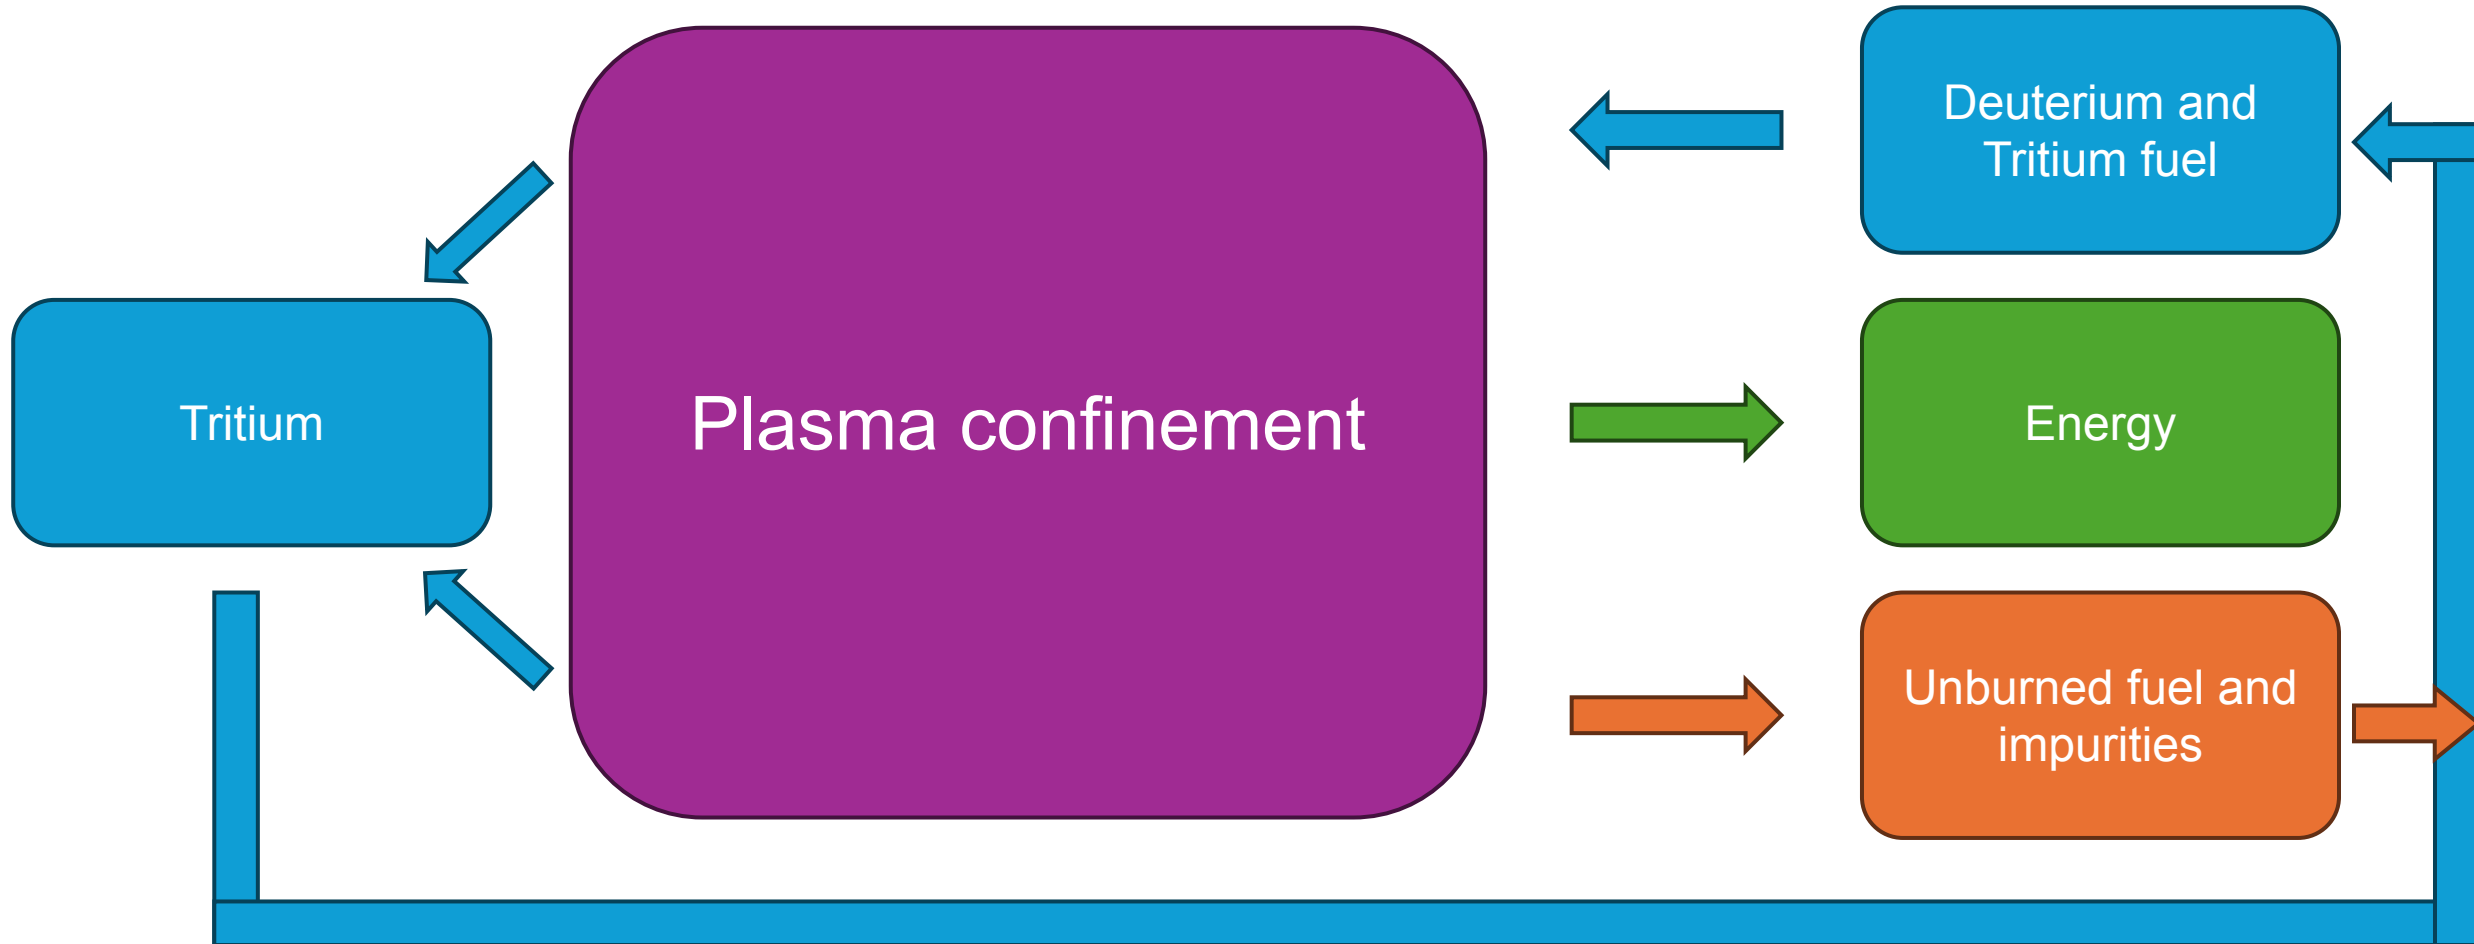 Deuterium and
Tritium fuel
Tritium
Plasma confinement
Energy
Unburned fuel and
impurities